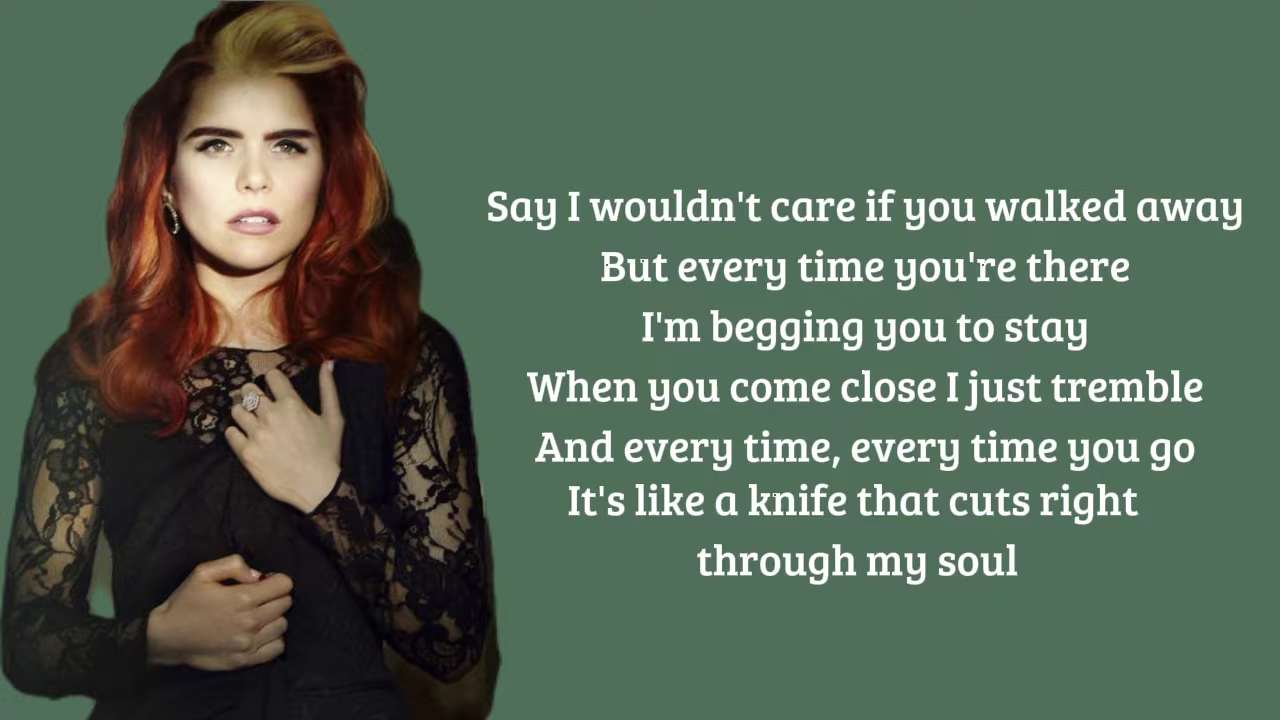 Say I wouldn't care if you walked away
But every time you're there
I'm begging you to stay
When you come close I just tremble
And every time, every time you go
It's like a knife that cuts right
through my soul